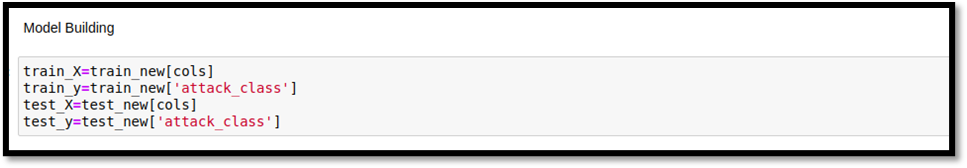 Model Building
train_X=train_new[cols]
train_y=train_new['attack_class']
test_X=test_new[cols]
test_y=test_new['attack_class']